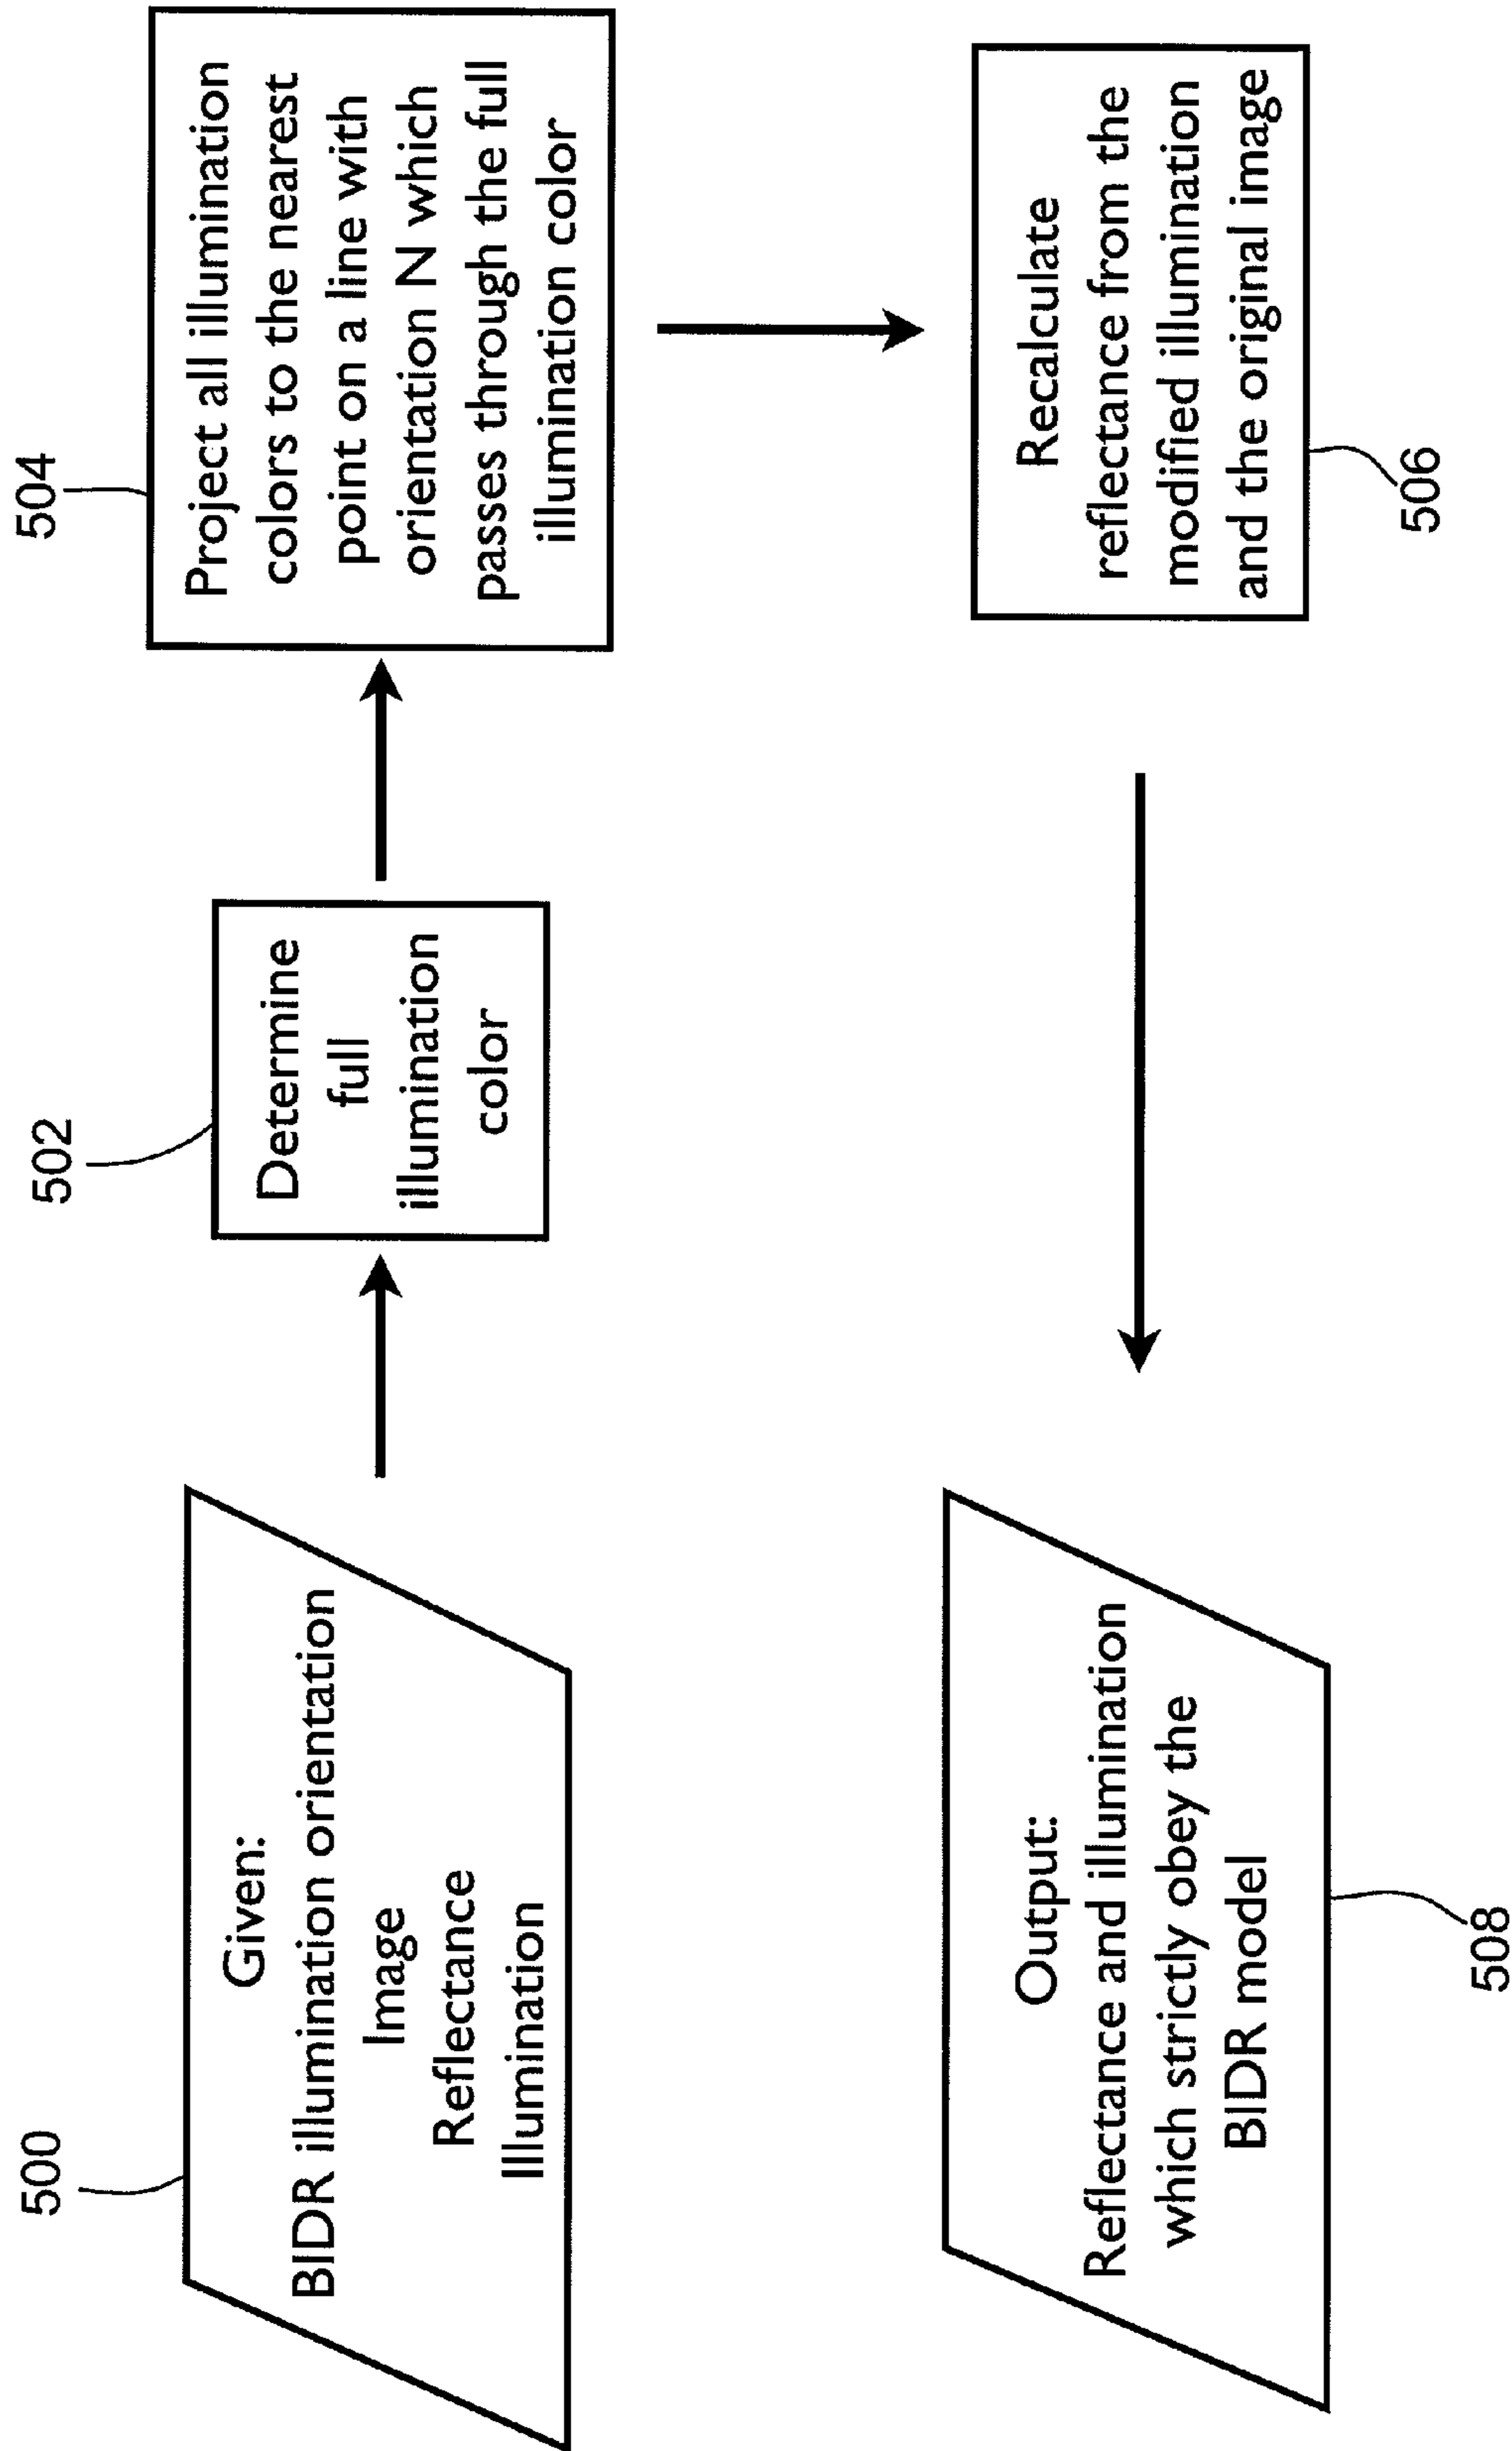 500
Given:
BIDR illumination orientation
Image
Reflectance
Illumination
502
Determine
full
illumination
color
504
Project all illumination
colors to the nearest
point on a line with
orientation N which
passes through the full
illumination color
Recalculate
reflectance from the
modified illumination
and the original image
506
Output:
Reflectance and illumination
which strictly obey the
BIDR model
508